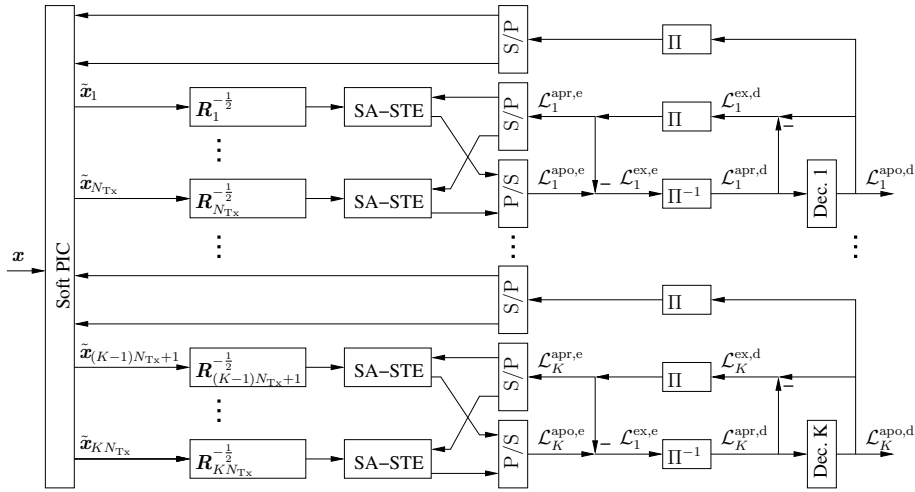 S/P
Π
x̃₁
R₁^{-1/2}
SA–STE
S/P
𝓛₁^{apr,e}
Π
𝓛₁^{ex,d}
–
⋮
x̃_{N_Tx}
R_{N_Tx}^{-1/2}
SA–STE
P/S
𝓛₁^{apo,e}
–
𝓛₁^{ex,e}
Π⁻¹
𝓛₁^{apr,d}
Dec. 1
𝓛₁^{apo,d}
x
Soft PIC
⋮ ⋮ ⋮
S/P
Π
x̃_{(K−1)N_Tx+1}
R_{(K−1)N_Tx+1}^{-1/2}
SA–STE
S/P
𝓛_K^{apr,e}
Π
𝓛_K^{ex,d}
–
⋮
x̃_{KN_Tx}
R_{KN_Tx}^{-1/2}
SA–STE
P/S
𝓛_K^{apo,e}
–
𝓛₁^{ex,e}
Π⁻¹
𝓛_K^{apr,d}
Dec. K
𝓛_K^{apo,d}